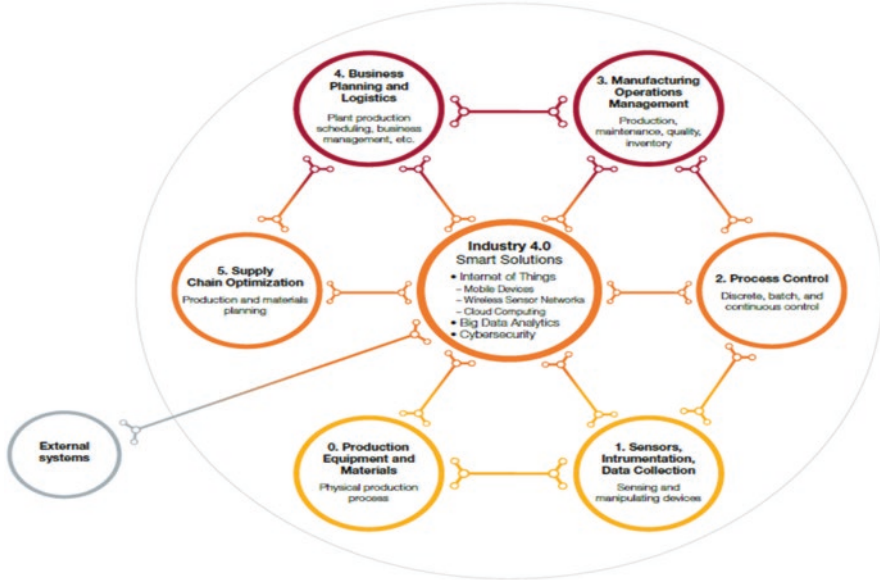 4. Business
Planning and
Logistics
Plant production
scheduling, business
management, etc.
3. Manufacturing
Operations
Management
Production,
maintenance, quality,
inventory
5. Supply
Chain Optimization
Production and materials
planning
Industry 4.0
Smart Solutions
• Internet of Things
– Mobile Devices
– Wireless Sensor Networks
– Cloud Computing
• Big Data Analytics
• Cybersecurity
2. Process Control
Discrete, batch, and
continuous control
External
systems
0. Production
Equipment and
Materials
Physical production
process
1. Sensors,
Intrumentation,
Data Collection
Sensing and
manipulating devices